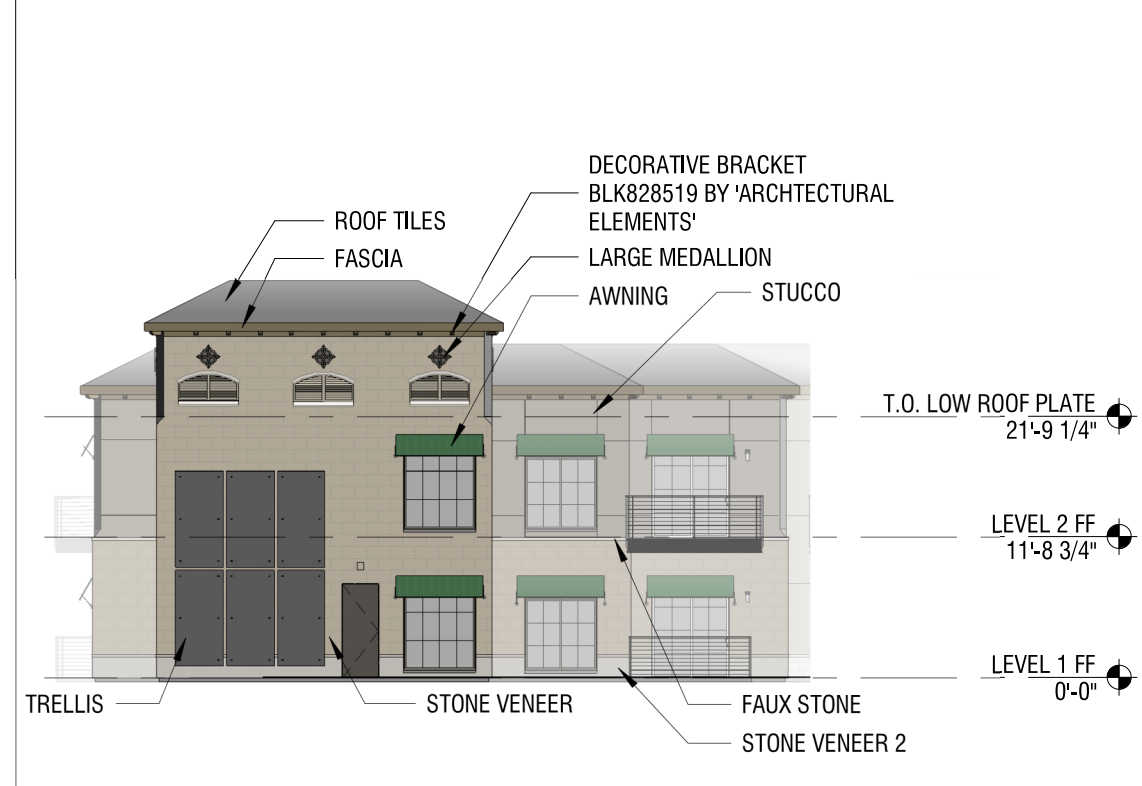 DECORATIVE BRACKET
BLK828519 BY 'ARCHTECTURAL
ELEMENTS'
ROOF TILES
LARGE MEDALLION
FASCIA
AWNING
STUCCO
T.O. LOW ROOF PLATE
21'-9 1/4"
LEVEL 2 FF
11'-8 3/4"
LEVEL 1 FF
0'-0"
TRELLIS
STONE VENEER
FAUX STONE
STONE VENEER 2